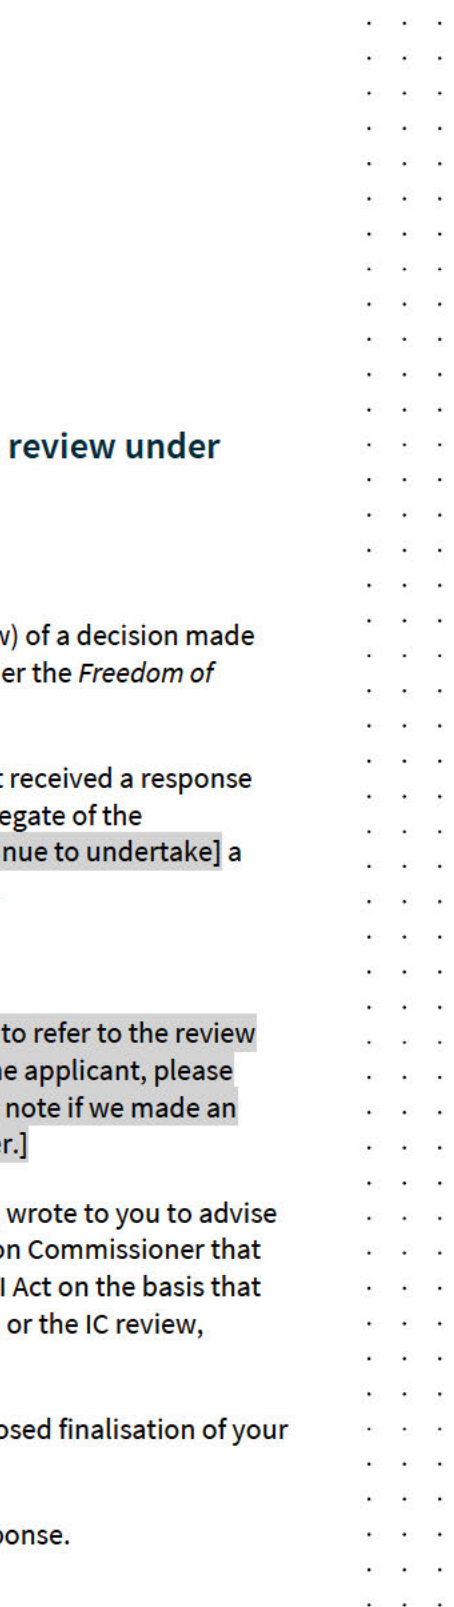 review under
w) of a decision made
er the Freedom of
t received a response
egate of the
nue to undertake] a
to refer to the review
ne applicant, please
note if we made an
er.]
wrote to you to advise
on Commissioner that
I Act on the basis that
or the IC review,
osed finalisation of your
ponse.